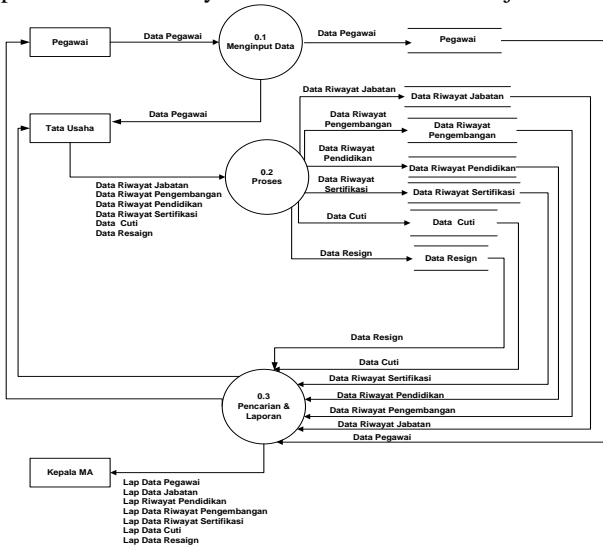 Pegawai
Data Pegawai
0.1
Menginput Data
Data Pegawai
Pegawai
Data Pegawai
Tata Usaha
0.2
Proses
Data Riwayat Jabatan
Data Riwayat Pengembangan
Data Riwayat Pendidikan
Data Riwayat Sertifikasi
Data Cuti
Data Resaign
Data Riwayat Jabatan
Data Riwayat Jabatan
Data Riwayat
Pengembangan
Data Riwayat
Pengembangan
Data Riwayat
Pendidikan
Data Riwayat Pendidikan
Data Riwayat
Sertifikasi
Data Riwayat Sertifikasi
Data Cuti
Data Cuti
Data Resign
Data Resign
Data Resign
Data Cuti
Data Riwayat Sertifikasi
Data Riwayat Pendidikan
Data Riwayat Pengembangan
Data Riwayat Jabatan
Data Pegawai
0.3
Pencarian &
Laporan
Kepala MA
Lap Data Pegawai
Lap Data Jabatan
Lap Riwayat Pendidikan
Lap Data Riwayat Pengembangan
Lap Data Riwayat Sertifikasi
Lap Data Cuti
Lap Data Resaign